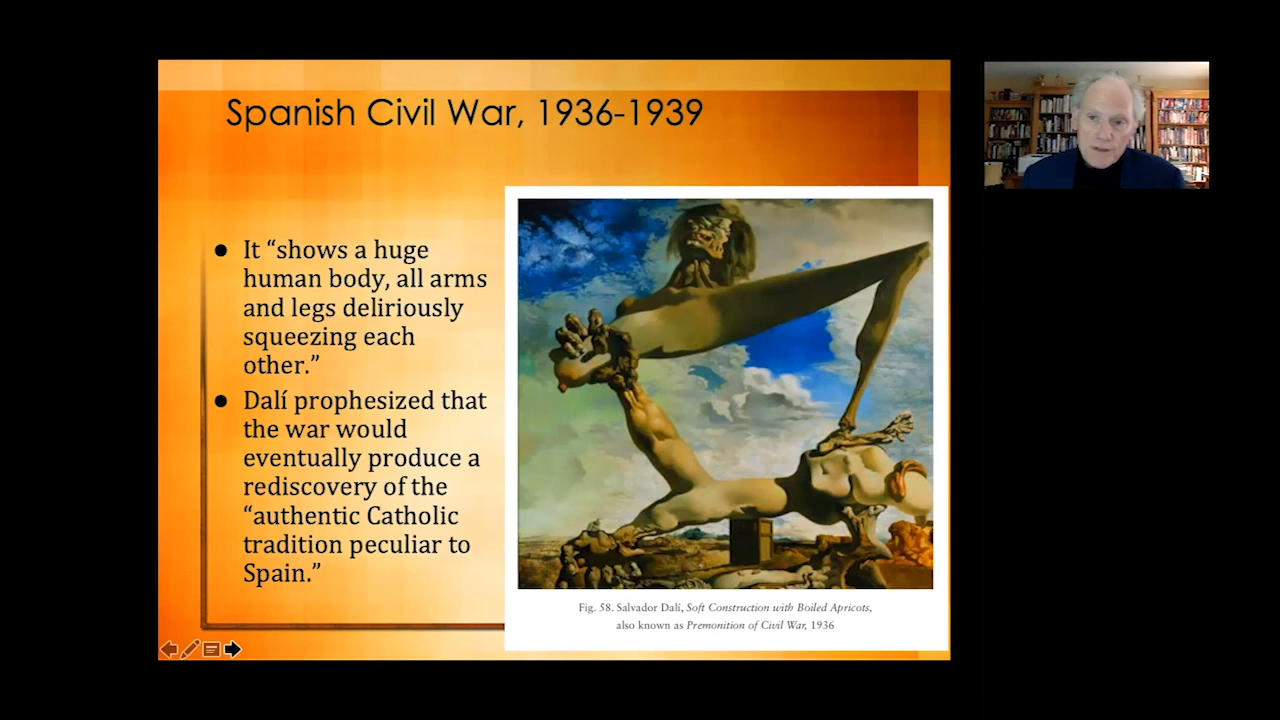 Spanish Civil War, 1936-1939
● It “shows a huge
human body, all arms
and legs deliriously
squeezing each
other.”
● Dalí prophesized that
the war would
eventually produce a
rediscovery of the
“authentic Catholic
tradition peculiar to
Spain.”
Fig. 58. Salvador Dalí, Soft Construction with Boiled Apricots,
also known as Premonition of Civil War, 1936